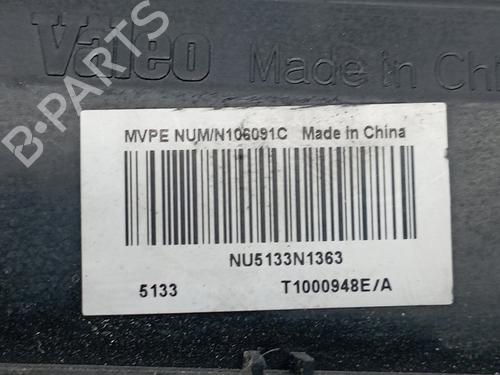 Valeo Made in Chi
B-PARTS
MVPE NUM/N106091C Made in China
NU5133N1363
5133 T1000948E/A